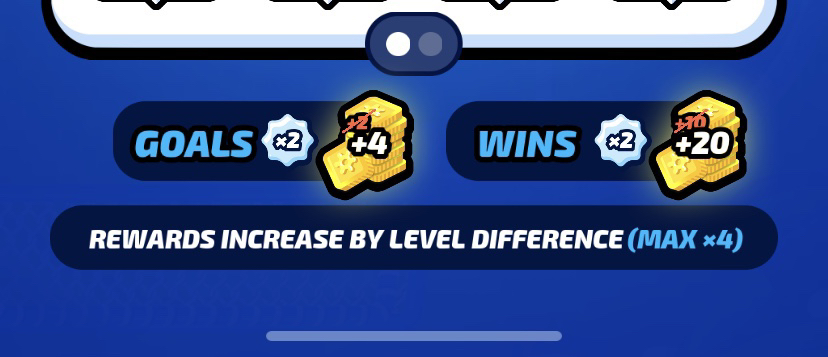 GOALS ×2 +2 +4
WINS ×2 +10 +20
REWARDS INCREASE BY LEVEL DIFFERENCE (MAX ×4)